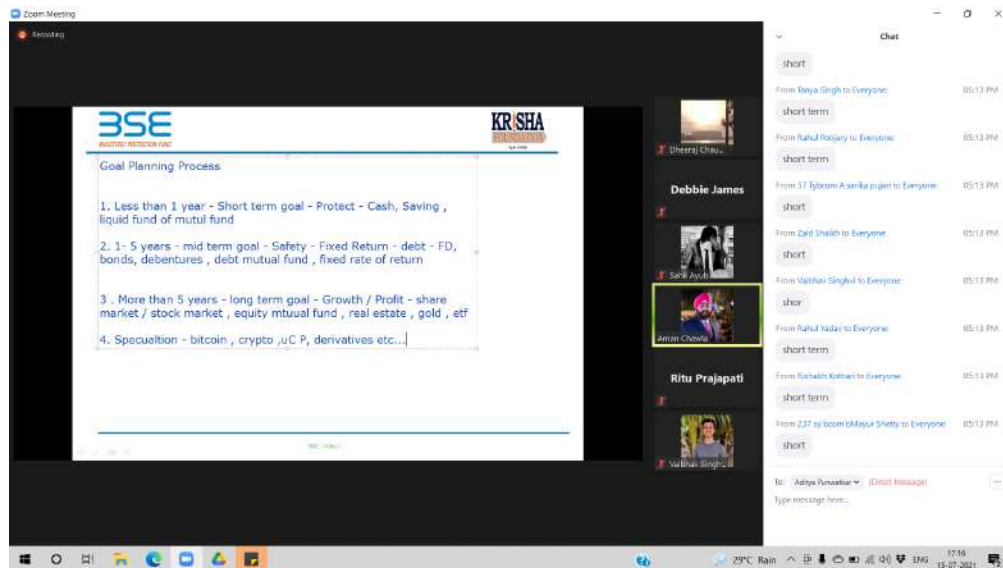 Zoom Meeting
Recording
BSE
INVESTORS' PROTECTION FUND
KRISHA
FOUNDATION
Goal Planning Process
1. Less than 1 year - Short term goal - Protect - Cash, Saving ,
liquid fund of mutul fund
2. 1- 5 years - mid term goal - Safety - Fixed Return - debt - FD,
bonds, debentures , debt mutual fund , fixed rate of return
3 . More than 5 years - long term goal - Growth / Profit - share
market / stock market , equity mtuual fund , real estate , gold , etf
4. Specualtion - bitcoin , crypto ,uC P, derivatives etc...
Dheeraj Chau...
Debbie James
Sahil Ayub
Aman Chawla
Ritu Prajapati
Vaibhav Singh...
Chat
short
From Tanya Singh to Everyone: 05:13 PM
short term
From Rahul Poojary to Everyone: 05:13 PM
short term
From 37 Tybcom A sarika pujari to Everyone: 05:13 PM
short
From Zaid Shaikh to Everyone: 05:13 PM
short
From Vaibhav Singhvi to Everyone: 05:13 PM
shor
From Rahul Yadav to Everyone: 05:13 PM
short term
From Rishabh Kothari to Everyone: 05:13 PM
short term
From 237 sy bcom bMayur Shetty to Everyone: 05:13 PM
short
To: Aditya Punwatkar (Direct Message)
Type message here...
29°C Rain ENG 17:16
15-07-2021